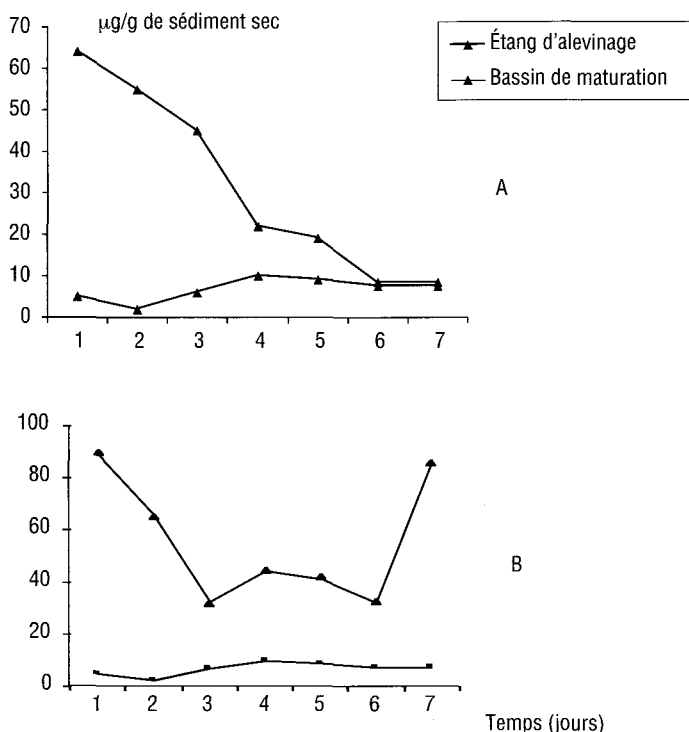 µg/g de sédiment sec
Étang d'alevinage
Bassin de maturation
70
60
50
40
30
20
10
0
A
1 2 3 4 5 6 7
100
80
60
40
20
0
B
1 2 3 4 5 6 7
Temps (jours)